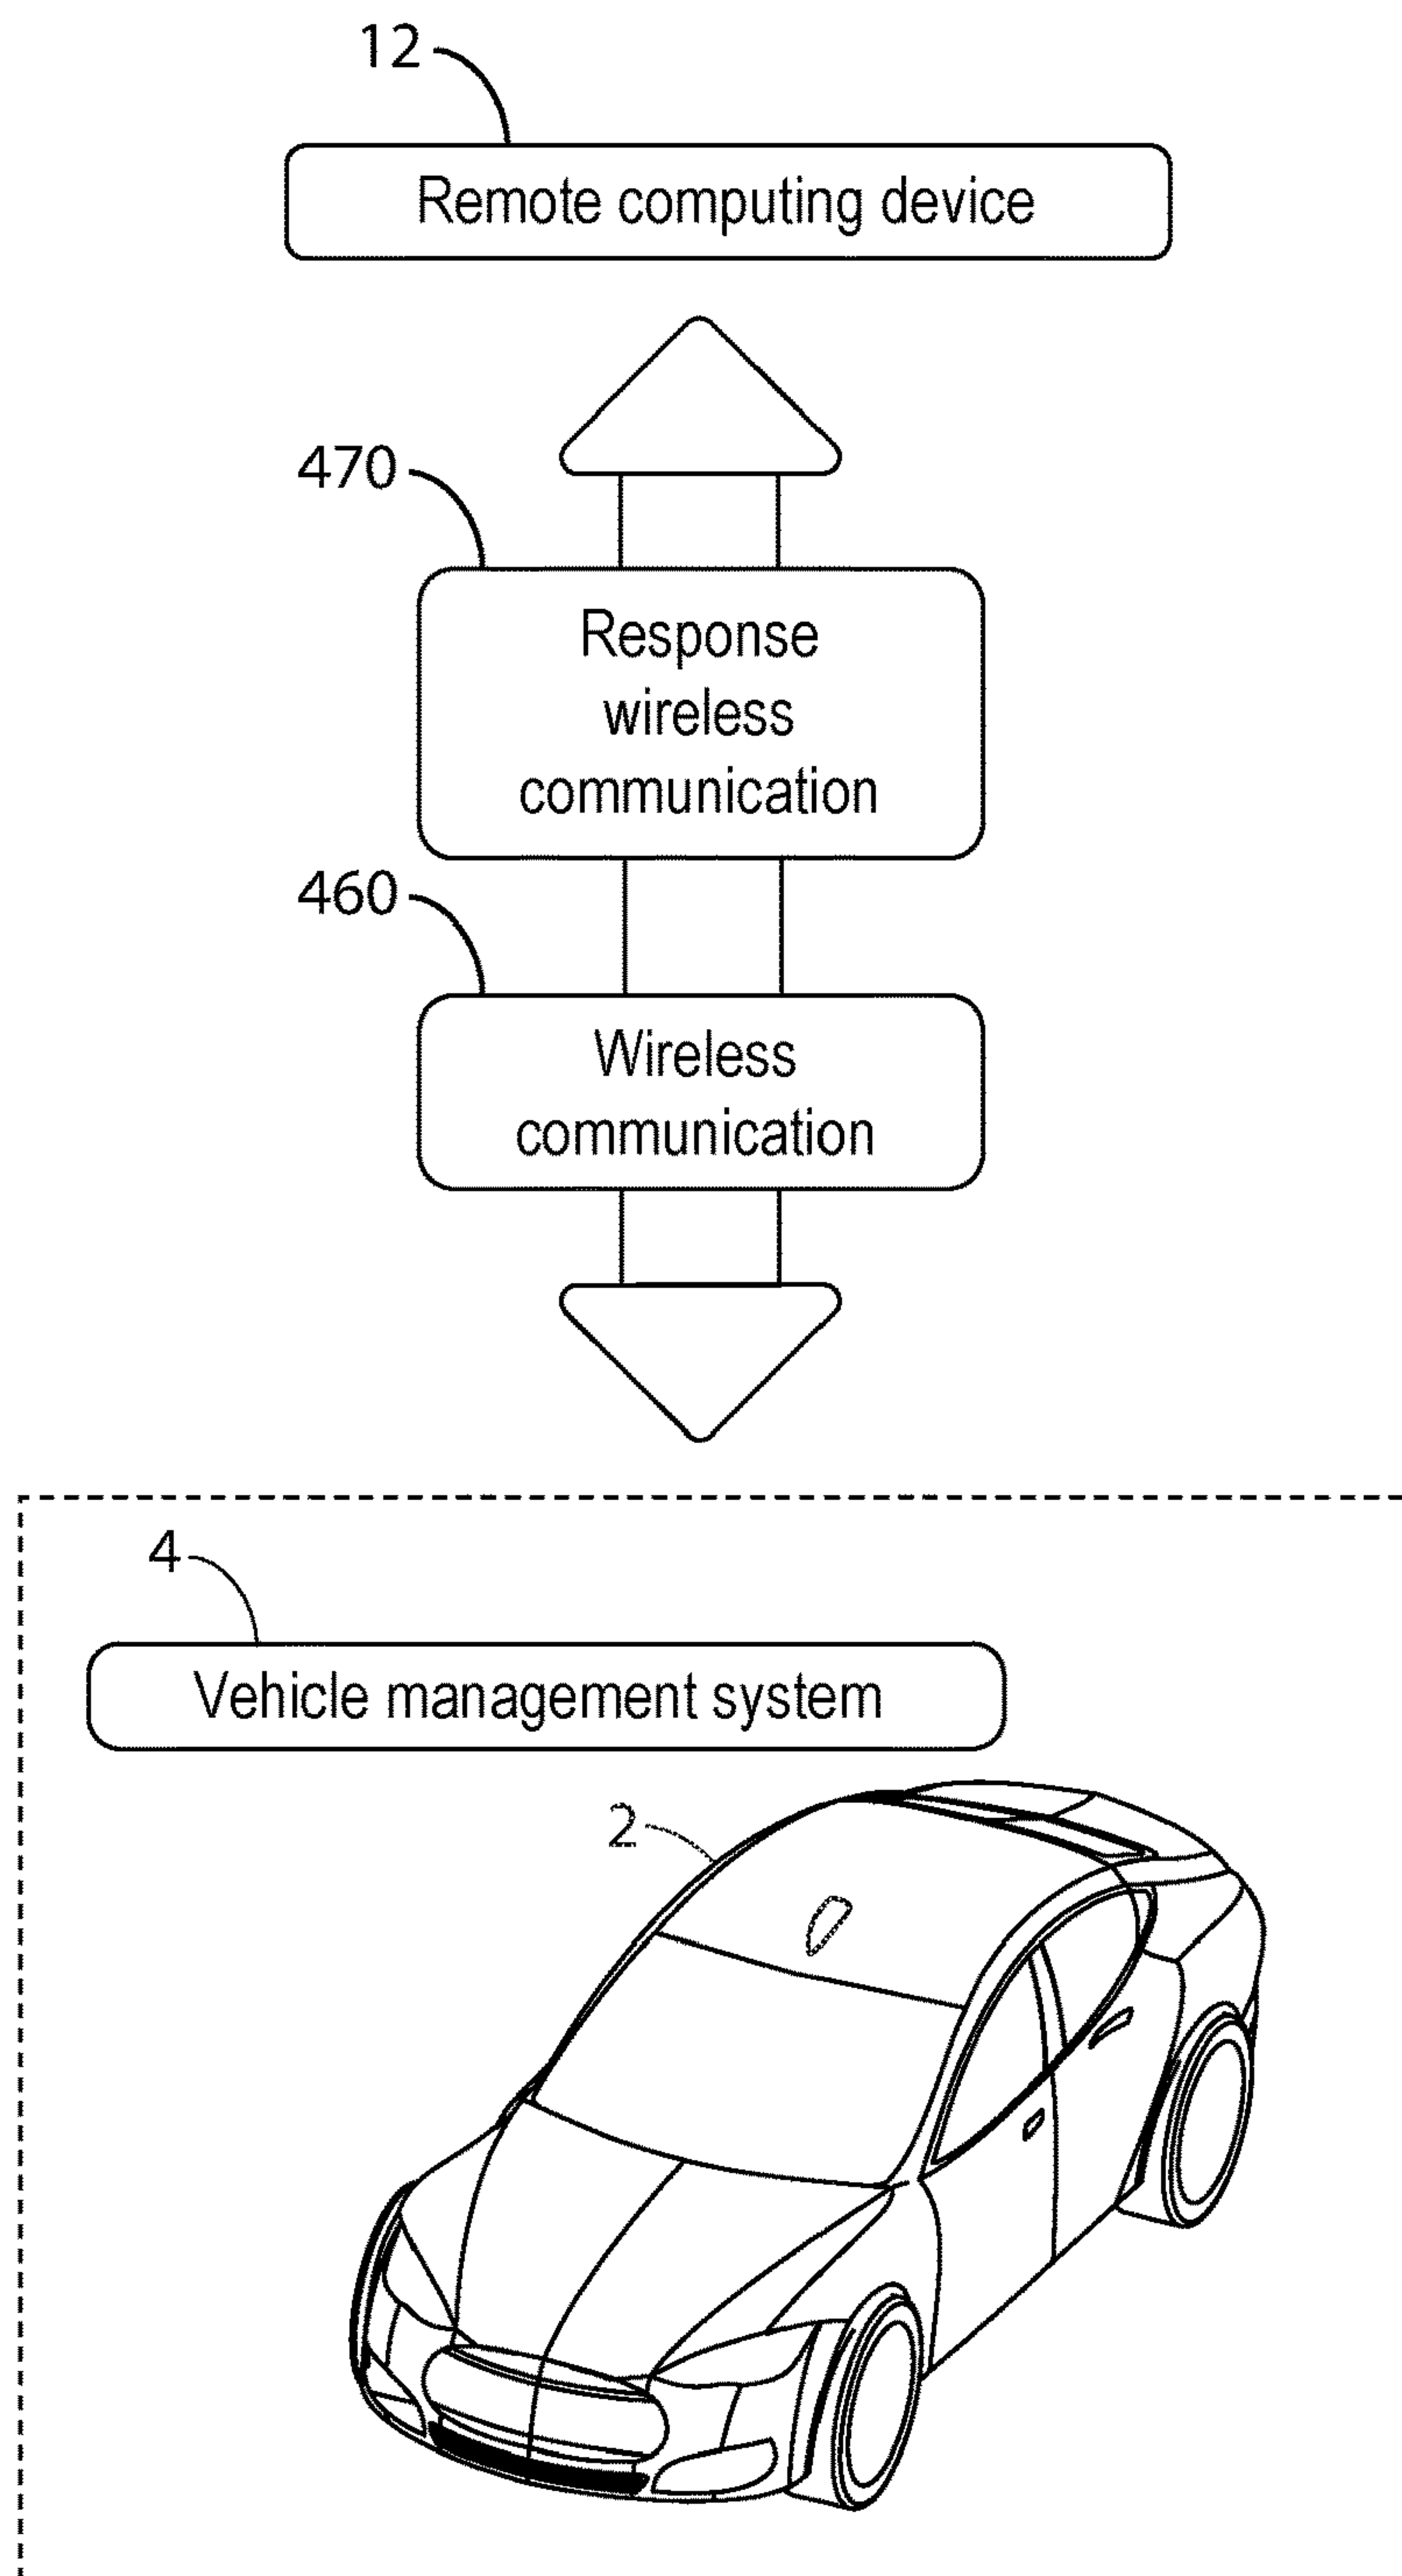 12
Remote computing device
470
Response
wireless
communication
460
Wireless
communication
4
Vehicle management system
2